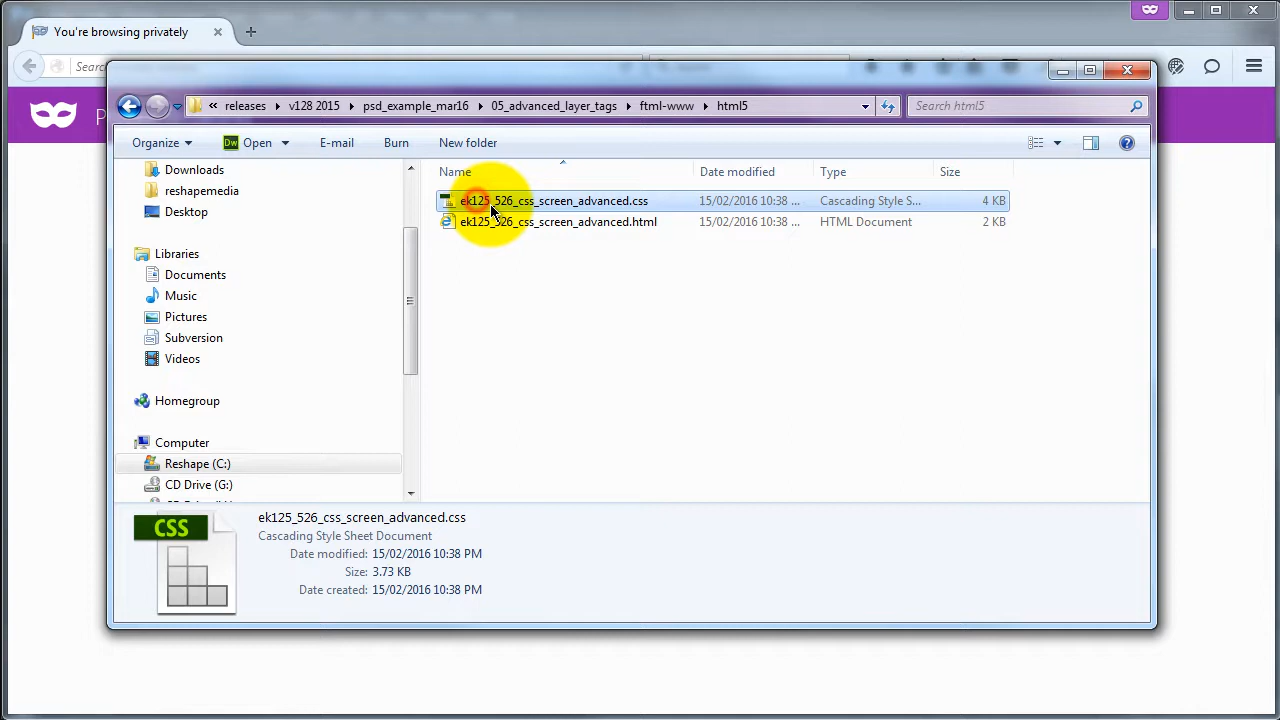 You're browsing privately
Sear
P
releases
v128 2015
psd_example_mar16
05_advanced_layer_tags
ftml-www
html5
Search html5
Organize
Dw Open
E-mail
Burn
New folder
Downloads
reshapemedia
Desktop
Libraries
Documents
Music
Pictures
Subversion
Videos
Homegroup
Computer
Reshape (C:)
CD Drive (G:)
Name
Date modified
Type
Size
ek125_526_css_screen_advanced.css
15/02/2016 10:38 ...
Cascading Style S...
4 KB
ek125_526_css_screen_advanced.html
15/02/2016 10:38 ...
HTML Document
2 KB
CSS
ek125_526_css_screen_advanced.css
Cascading Style Sheet Document
Date modified: 15/02/2016 10:38 PM
Size: 3.73 KB
Date created: 15/02/2016 10:38 PM